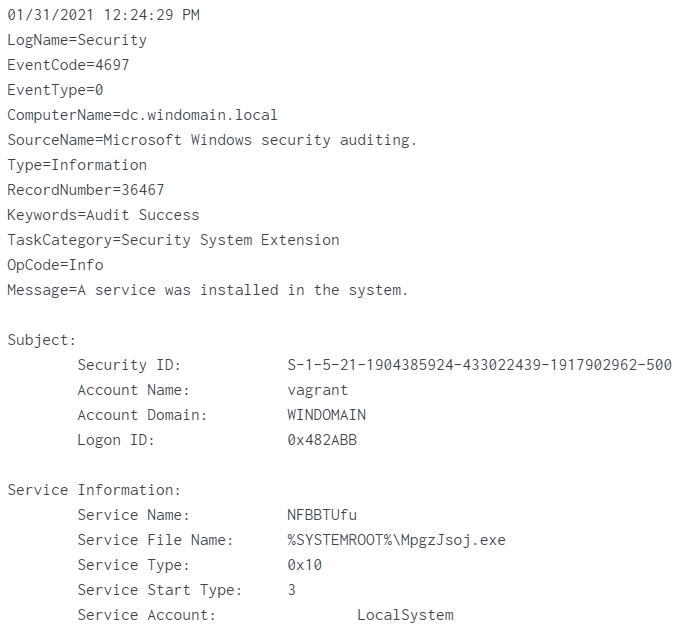 01/31/2021 12:24:29 PM
LogName=Security
EventCode=4697
EventType=0
ComputerName=dc.windomain.local
SourceName=Microsoft Windows security auditing.
Type=Information
RecordNumber=36467
Keywords=Audit Success
TaskCategory=Security System Extension
OpCode=Info
Message=A service was installed in the system.
Subject:
Security ID: S-1-5-21-1904385924-433022439-1917902962-500
Account Name: vagrant
Account Domain: WINDOMAIN
Logon ID: 0x482ABB
Service Information:
Service Name: NFBBTUfu
Service File Name: %SYSTEMROOT%\MpgzJsoj.exe
Service Type: 0x10
Service Start Type: 3
Service Account: LocalSystem